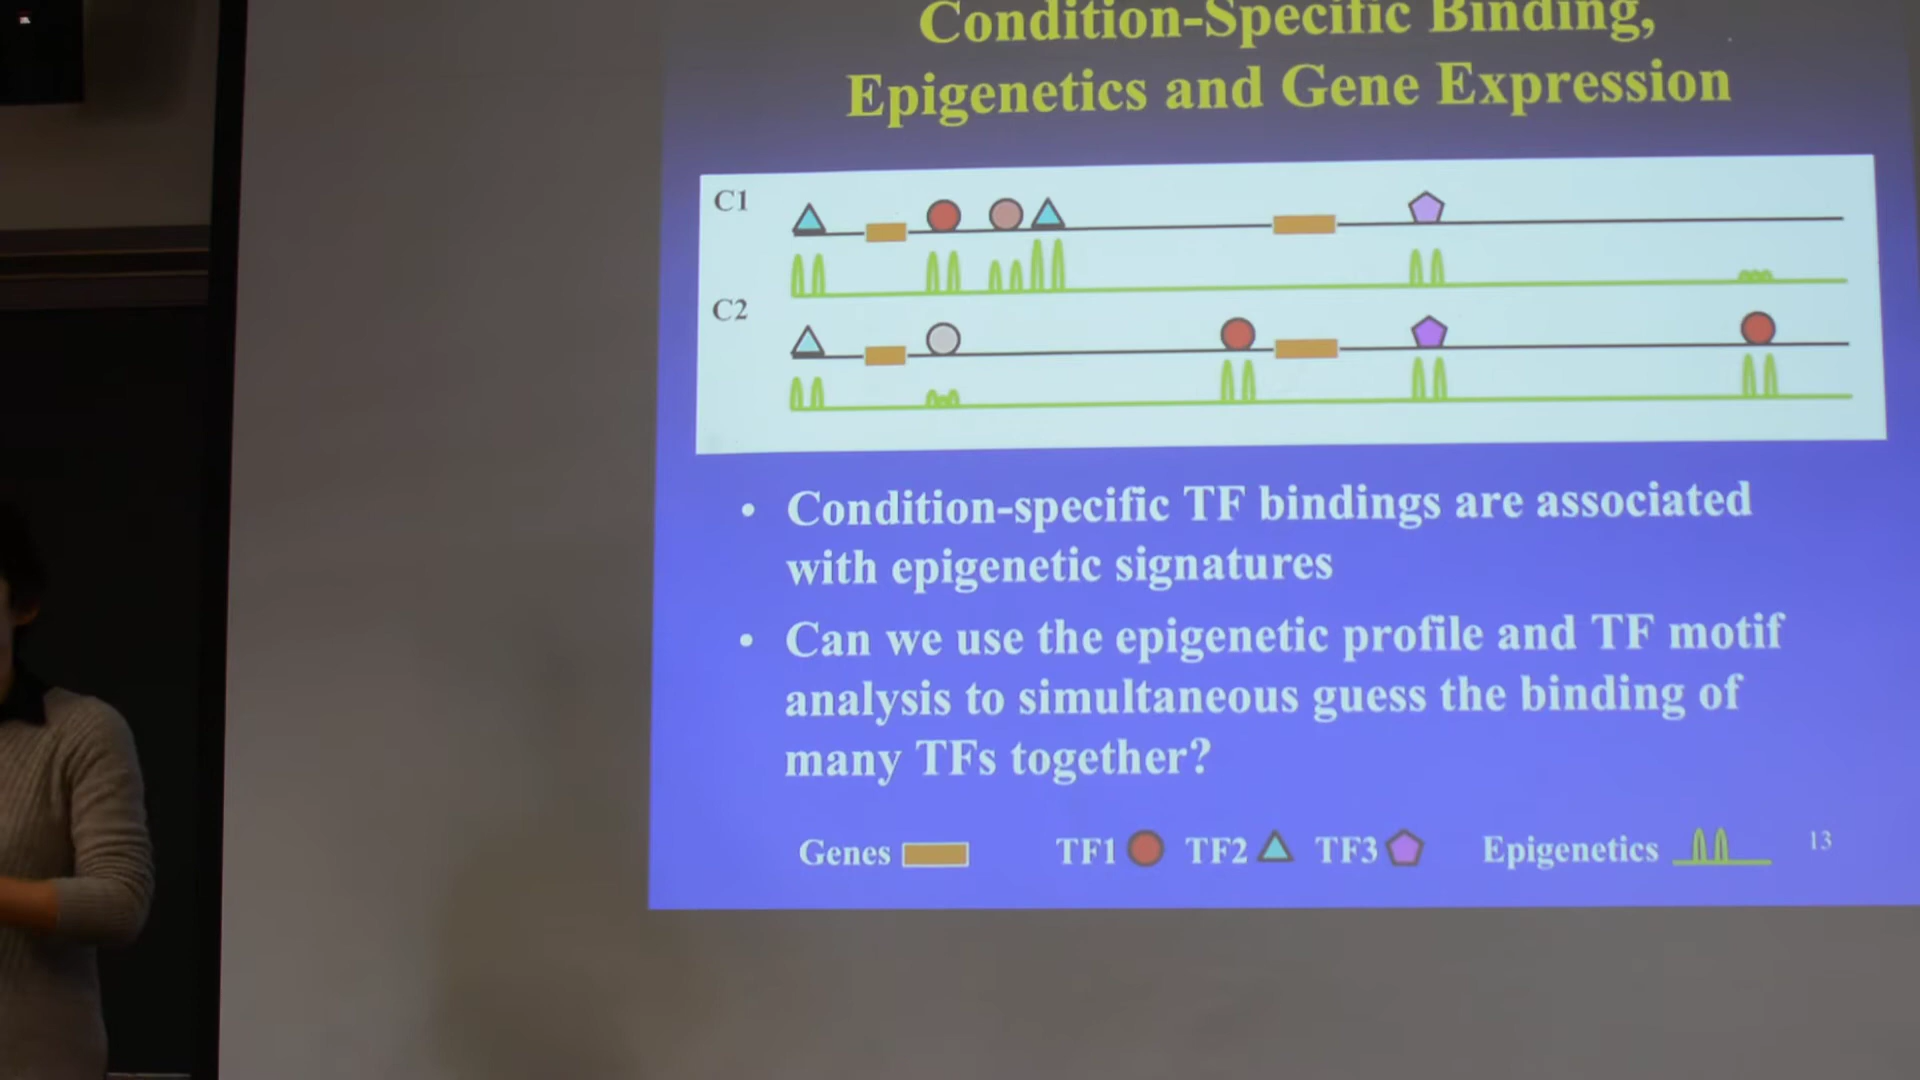 Condition-Specific Binding,
Epigenetics and Gene Expression
C1
C2
• Condition-specific TF bindings are associated
with epigenetic signatures
• Can we use the epigenetic profile and TF motif
analysis to simultaneous guess the binding of
many TFs together?
Genes TF1 TF2 TF3 Epigenetics 13